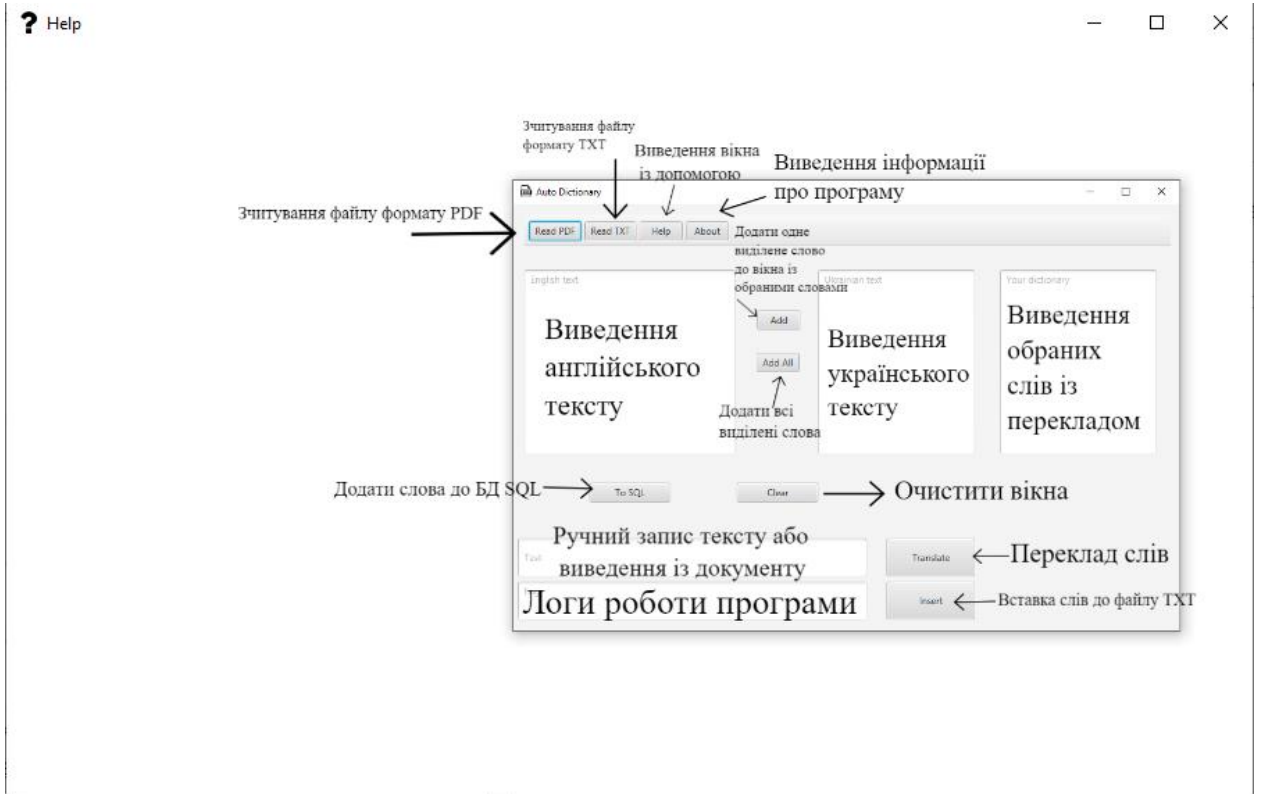 Help
Зчитування файлу
формату TXT
Виведення вікна
із допомогою
Виведення інформації
про програму
Зчитування файлу формату PDF
Auto Dictionary
Read PDF
Read TXT
Help
About
Додати одне
виділене слово
до вікна із
обраними словами
English text
Ukrainian text
Your dictionary
Виведення
англійського
тексту
Add
Add All
Додати всі
виділені слова
Виведення
українського
тексту
Виведення
обраних
слів із
перекладом
Додати слова до БД SQL
To SQL
Clear
Очистити вікна
Text
Ручний запис тексту або
виведення із документу
Translate
Переклад слів
Логи роботи програми
Insert
Вставка слів до файлу TXT